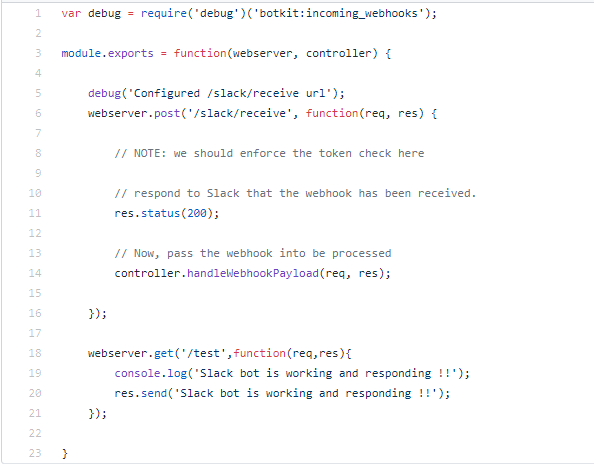 1 var debug = require('debug')('botkit:incoming_webhooks');
2
3 module.exports = function(webserver, controller) {
4
5 debug('Configured /slack/receive url');
6 webserver.post('/slack/receive', function(req, res) {
7
8 // NOTE: we should enforce the token check here
9
10 // respond to Slack that the webhook has been received.
11 res.status(200);
12
13 // Now, pass the webhook into be processed
14 controller.handleWebhookPayload(req, res);
15
16 });
17
18 webserver.get('/test',function(req,res){
19 console.log('Slack bot is working and responding !!');
20 res.send('Slack bot is working and responding !!');
21 });
22
23 }